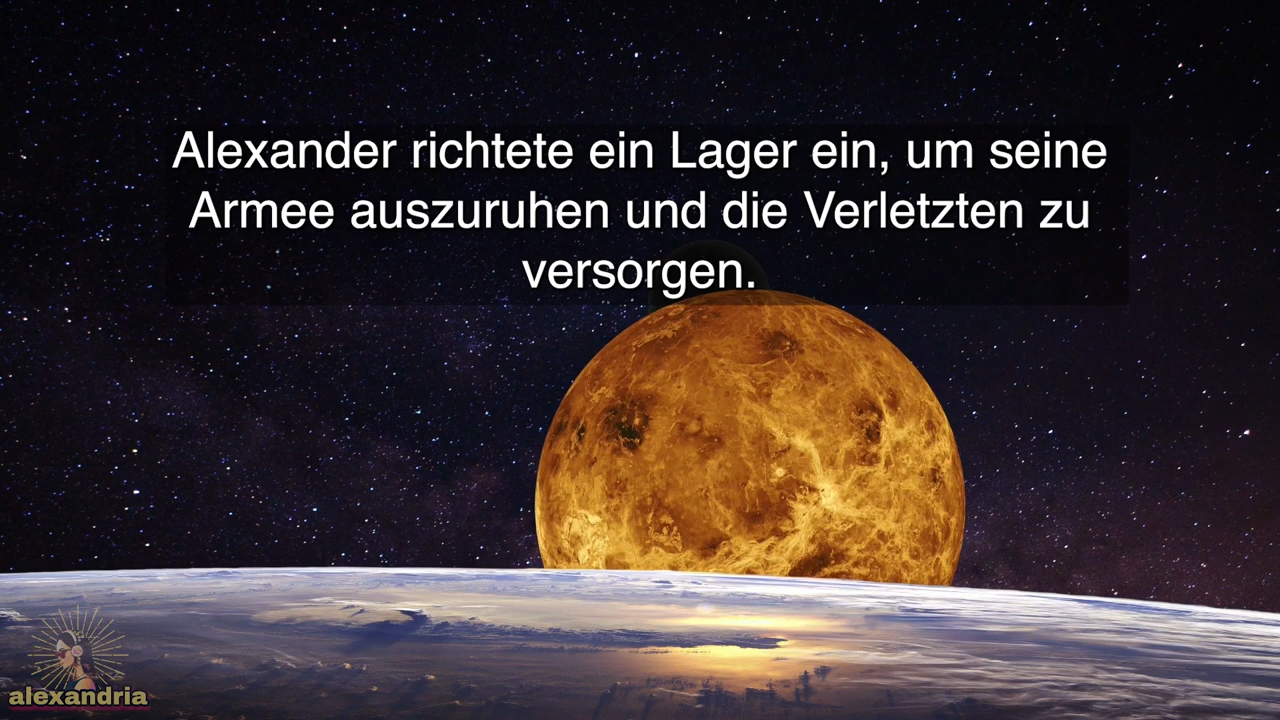 Alexander richtete ein Lager ein, um seine
Armee auszuruhen und die Verletzten zu
versorgen.
alexandria